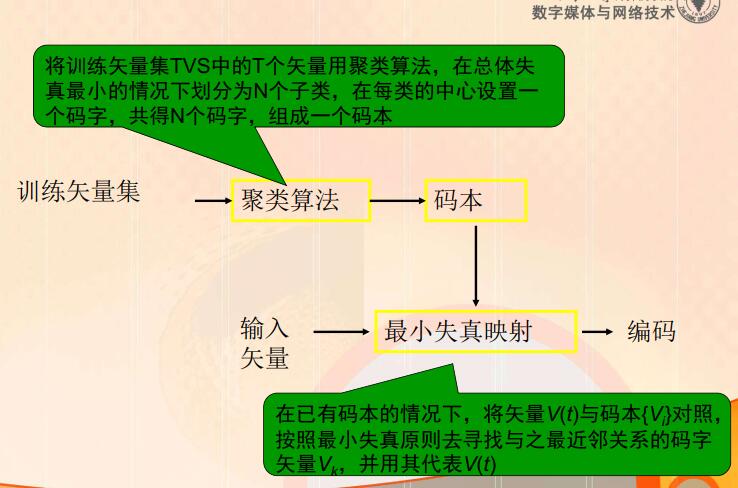 数字媒体与网络技术
将训练矢量集TVS中的T个矢量用聚类算法，在总体失
真最小的情况下划分为N个子类，在每类的中心设置一
个码字，共得N个码字，组成一个码本
训练矢量集
聚类算法
码本
输入
矢量
最小失真映射
编码
在已有码本的情况下，将矢量V(t)与码本{Vⱼ}对照，
按照最小失真原则去寻找与之最近邻关系的码字
矢量Vₖ，并用其代表V(t)